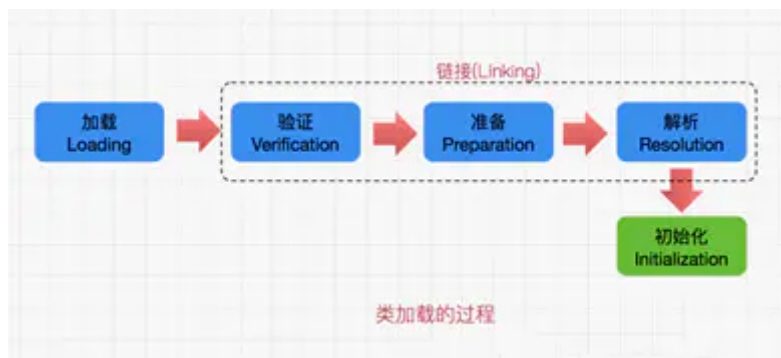 链接(Linking)
加载
Loading
验证
Verification
准备
Preparation
解析
Resolution
初始化
Initialization
类加载的过程